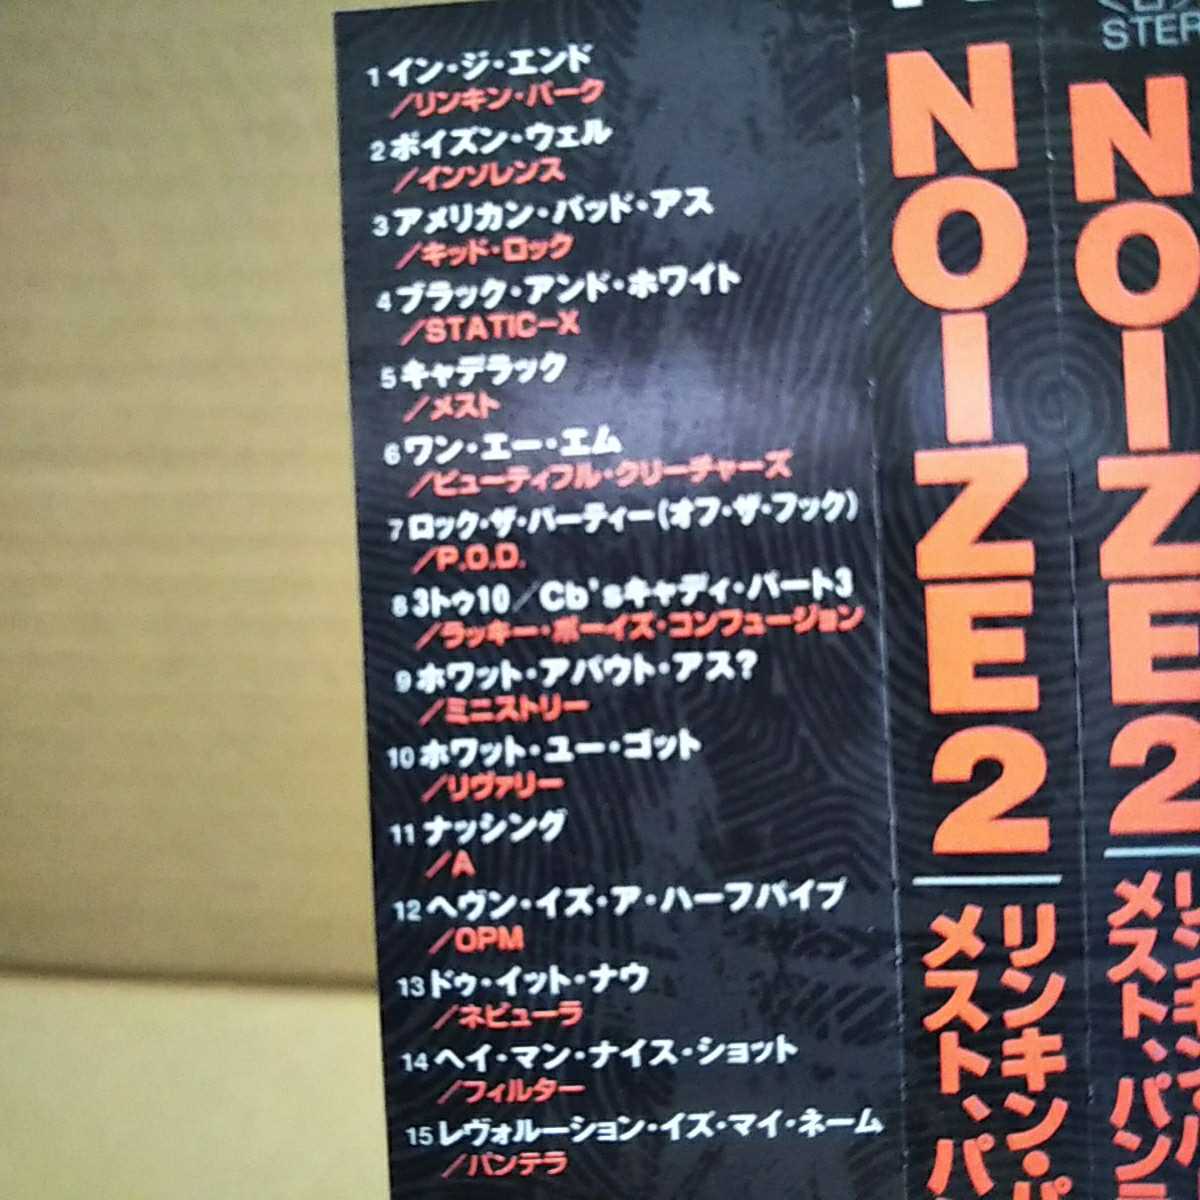 1 イン・ジ・エンド
/リンキン・パーク
2 ポイズン・ウェル
/インソレンス
3 アメリカン・バッド・アス
/キッド・ロック
4 ブラック・アンド・ホワイト
/STATIC-X
5 キャデラック
/メスト
6 ワン・エー・エム
/ビューティフル・クリーチャーズ
7 ロック・ザ・パーティー(オフ・ザ・フック)
/P.O.D.
8 3トゥ10/Cb'sキャディ・パート3
/ラッキー・ボーイズ・コンフュージョン
9 ホワット・アバウト・アス?
/ミニストリー
10 ホワット・ユー・ゴット
/リヴァリー
11 ナッシング
/A
12 ヘヴン・イズ・ア・ハーフパイプ
/OPM
13 ドゥ・イット・ナウ
/ネビューラ
14 ヘイ・マン・ナイス・ショット
/フィルター
15 レヴォルーション・イズ・マイ・ネーム
/パンテラ
NOIZE2
リンキン・パ
メスト、パ
STER
NOIZE2
リンキン・パ
メスト、パン